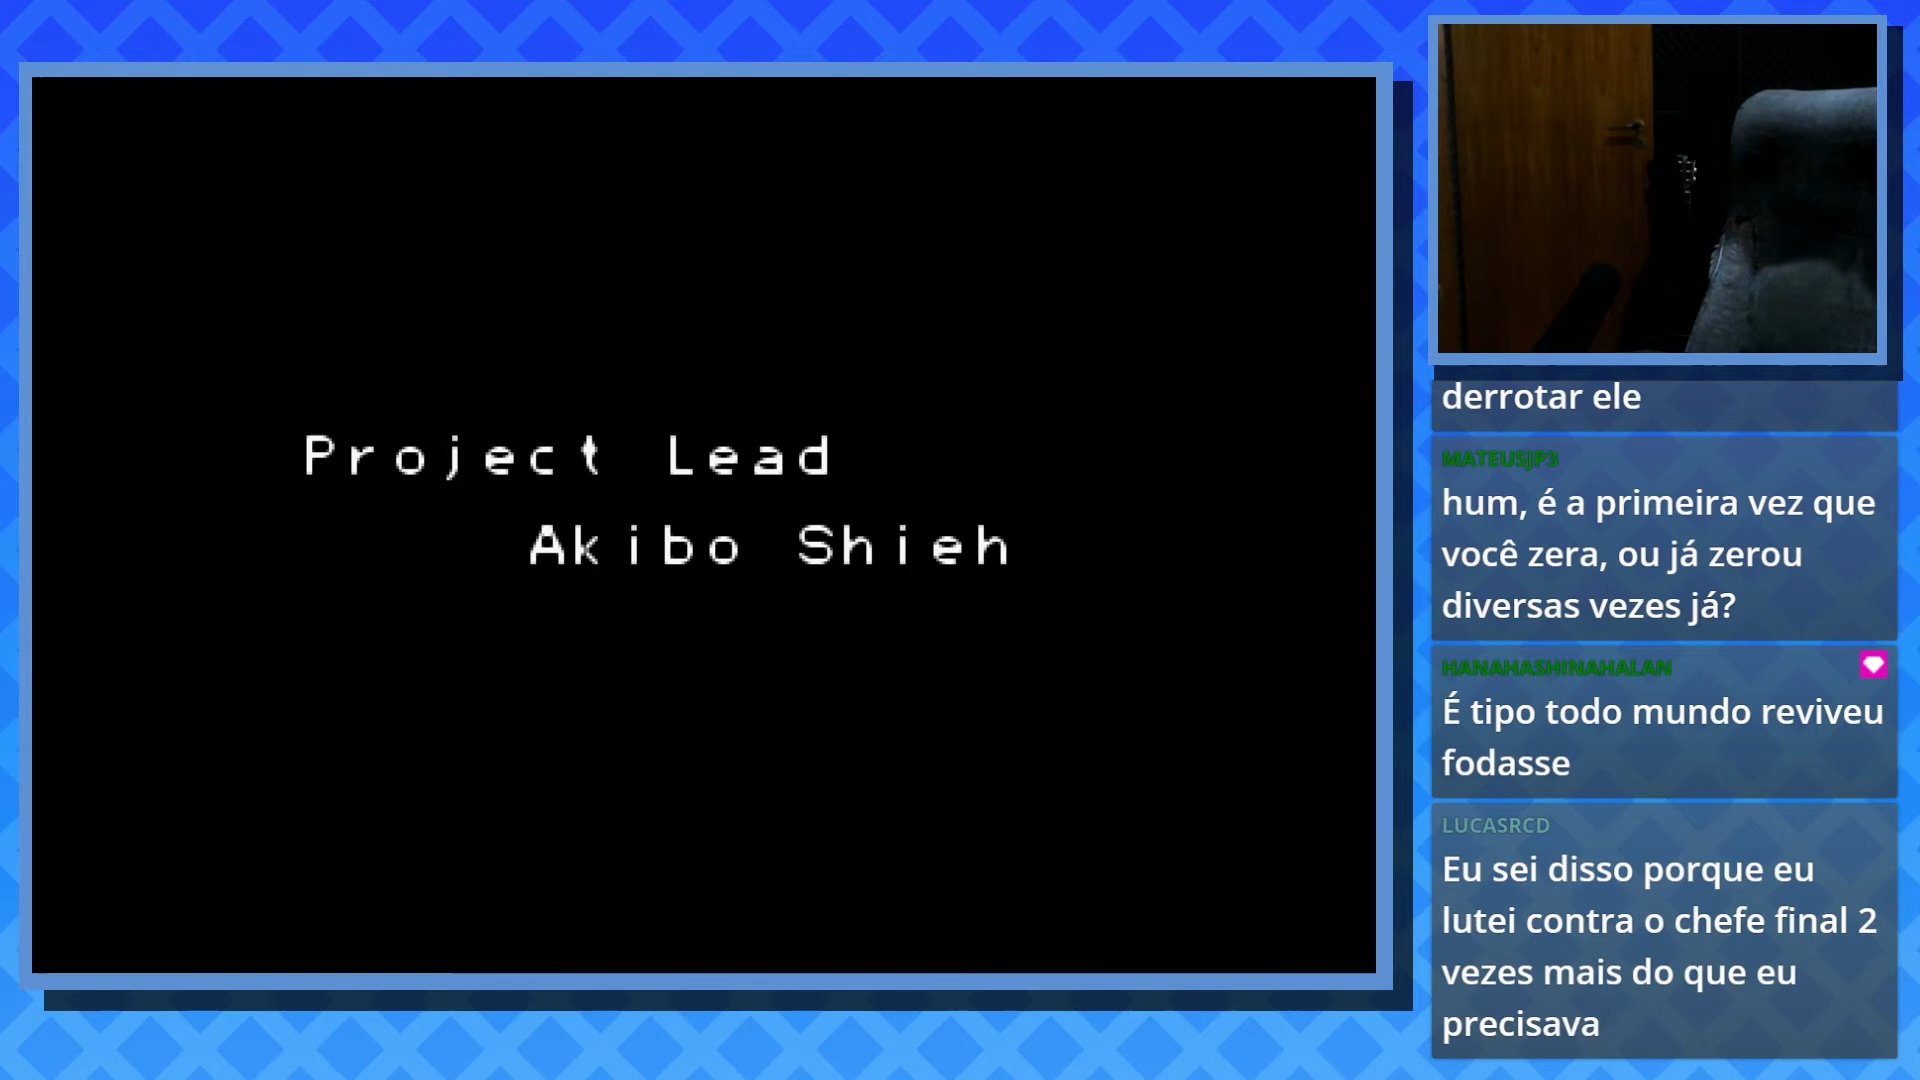 Project Lead
Akibo Shieh
derrotar ele
MATEUSJP3
hum, é a primeira vez que
você zera, ou já zerou
diversas vezes já?
HANAHASHINAHALAN
É tipo todo mundo reviveu
fodasse
LUCASRCD
Eu sei disso porque eu
lutei contra o chefe final 2
vezes mais do que eu
precisava